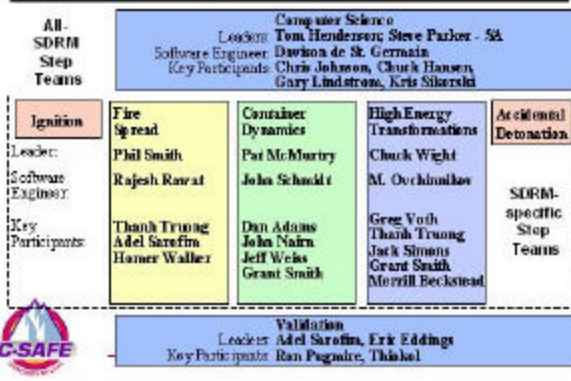 All-
SDRM
Step
Teams
Computer Science
Leaders: Tom Henderson; Steve Parker - SA
Software Engineer: Davison de St. Germain
Key Participants: Chris Johnson, Chuck Hansen,
Gary Lindstrom, Kris Sikorski
Ignition
Fire
Spread
Container
Dynamics
High Energy
Transformations
Accidental
Detonation
Leader:
Phil Smith
Pat McMurtry
Chuck Wight
Software
Engineer:
Rajesh Rawat
John Schmidt
M. Ovchinnikov
Key
Participants:
Thanh Truong
Adel Sarofim
Homer Walker
Dan Adams
John Nairn
Jeff Weiss
Grant Smith
Greg Voth
Thanh Truong
Jack Simons
Grant Smith
Merrill Beckstead
SDRM-
specific
Step
Teams
C-SAFE
Validation
Leaders: Adel Sarofim, Eric Eddings
Key Participants: Ron Pugmire, Thiokol